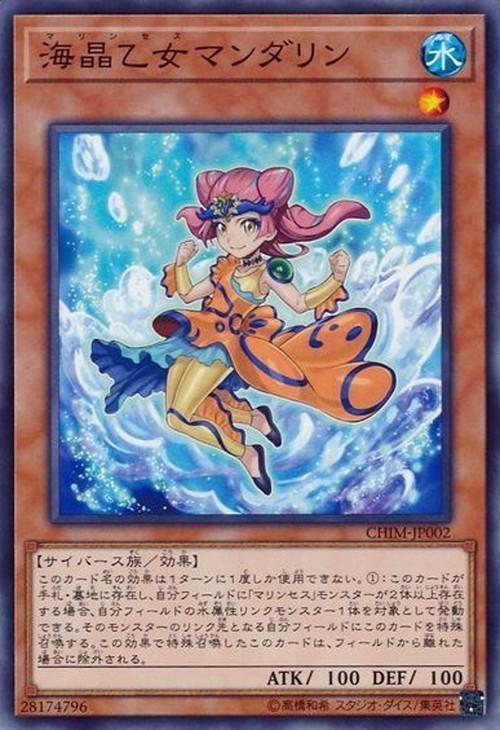 マリンセス
海晶乙女マンダリン
水
CHIM-JP002
【サイバース族／効果】
このカード名の効果は１ターンに１度しか使用できない。①：このカードが
手札・墓地に存在し、自分フィールドに「マリンセス」モンスターが２体以上存在
する場合、自分フィールドの水属性リンクモンスター１体を対象として発動
できる。そのモンスターのリンク先となる自分フィールドにこのカードを特殊
召喚する。この効果で特殊召喚したこのカードは、フィールドから離れた
場合に除外される。
ATK/ 100 DEF/ 100
28174796 ©高橋和希 スタジオ・ダイス/集英社